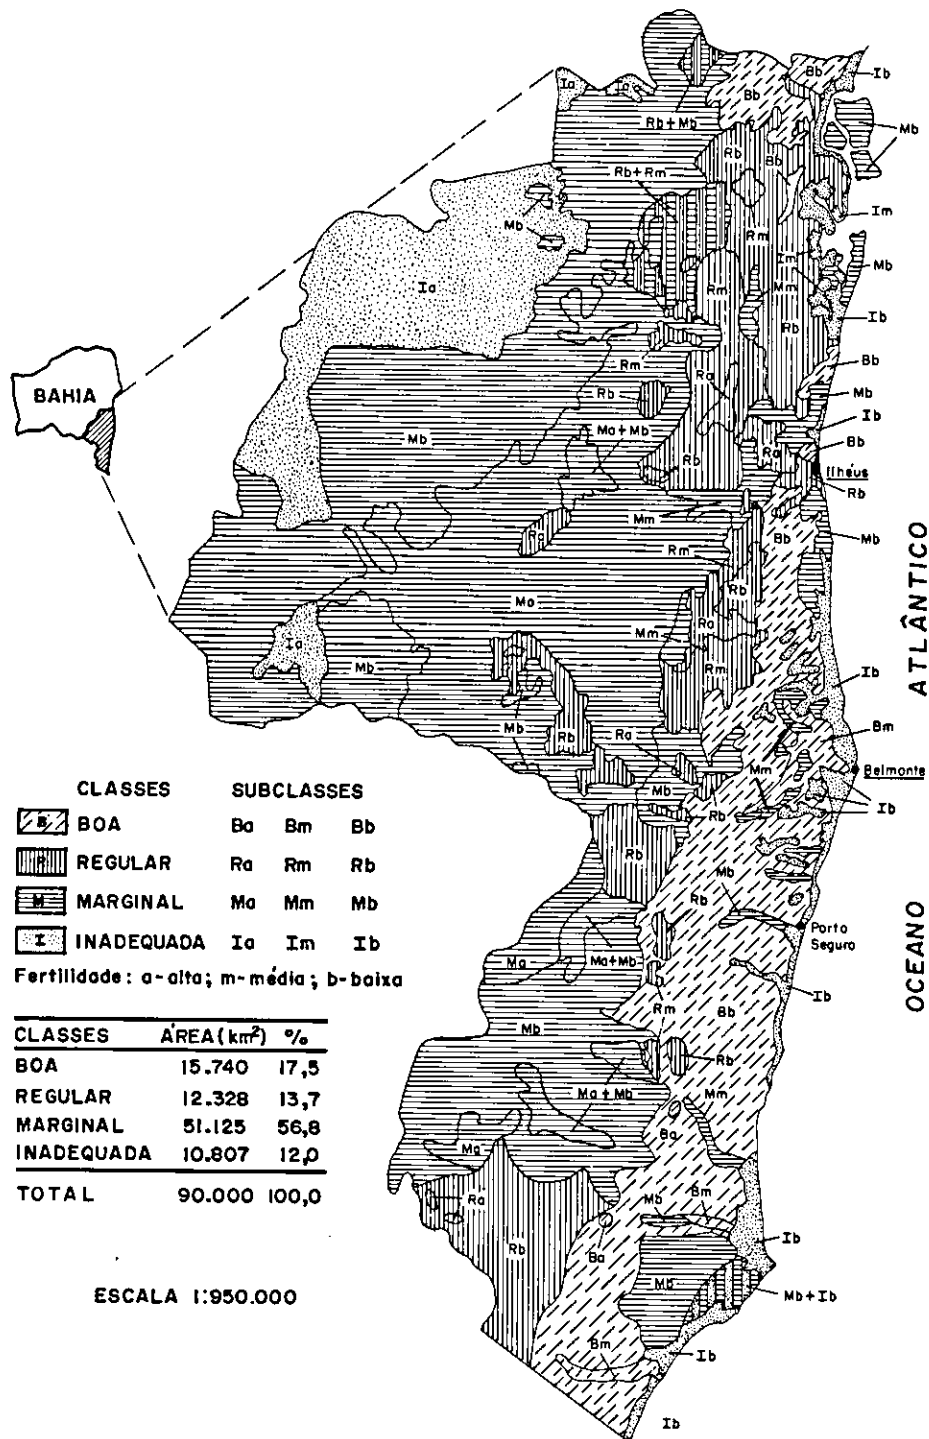 Bb
Ib
Ia
Ia
Bb
Mb
Rb+Mb
Rb
Bb
Rb+Rm
Mb
Im
Rm
Im
Mb
Ia
Rm
Mm
Rb
Ib
Bb
Rm
Ra
BAHIA
Rb
Mb
Ma+Mb
Ib
Mb
Ra
Bb
Rb
Ilhéus
Rb
Mm
Bb
Mb
Ra
Rm
ATLÂNTICO
Rb
Ma
Ra
Mm
Ia
Mb
Rm
Ib
Mb
Rb
Ra
Bm
Mm
Belmonte
Mb
Rb
Ib
CLASSES SUBCLASSES
B BOA Ba Bm Bb
R REGULAR Ra Rm Rb
M MARGINAL Ma Mm Mb
I INADEQUADA Ia Im Ib
Fertilidade: a-alta; m-média; b-baixa
Rb
Mb
Rb
Porto
Seguro
OCEANO
Ma
Ma+Mb
Ib
Mb
Rm
Bb
Rb
Ma+Mb
Mm
Ba
Ma
CLASSES ÁREA (km²) %
BOA 15.740 17,5
REGULAR 12.328 13,7
MARGINAL 51.125 56,8
INADEQUADA 10.807 12,0
TOTAL 90.000 100,0
Ra
Mb
Bm
Rb
Ba
Ib
Mb
Mb+Ib
ESCALA 1:950.000
Bm
Ib
Ib